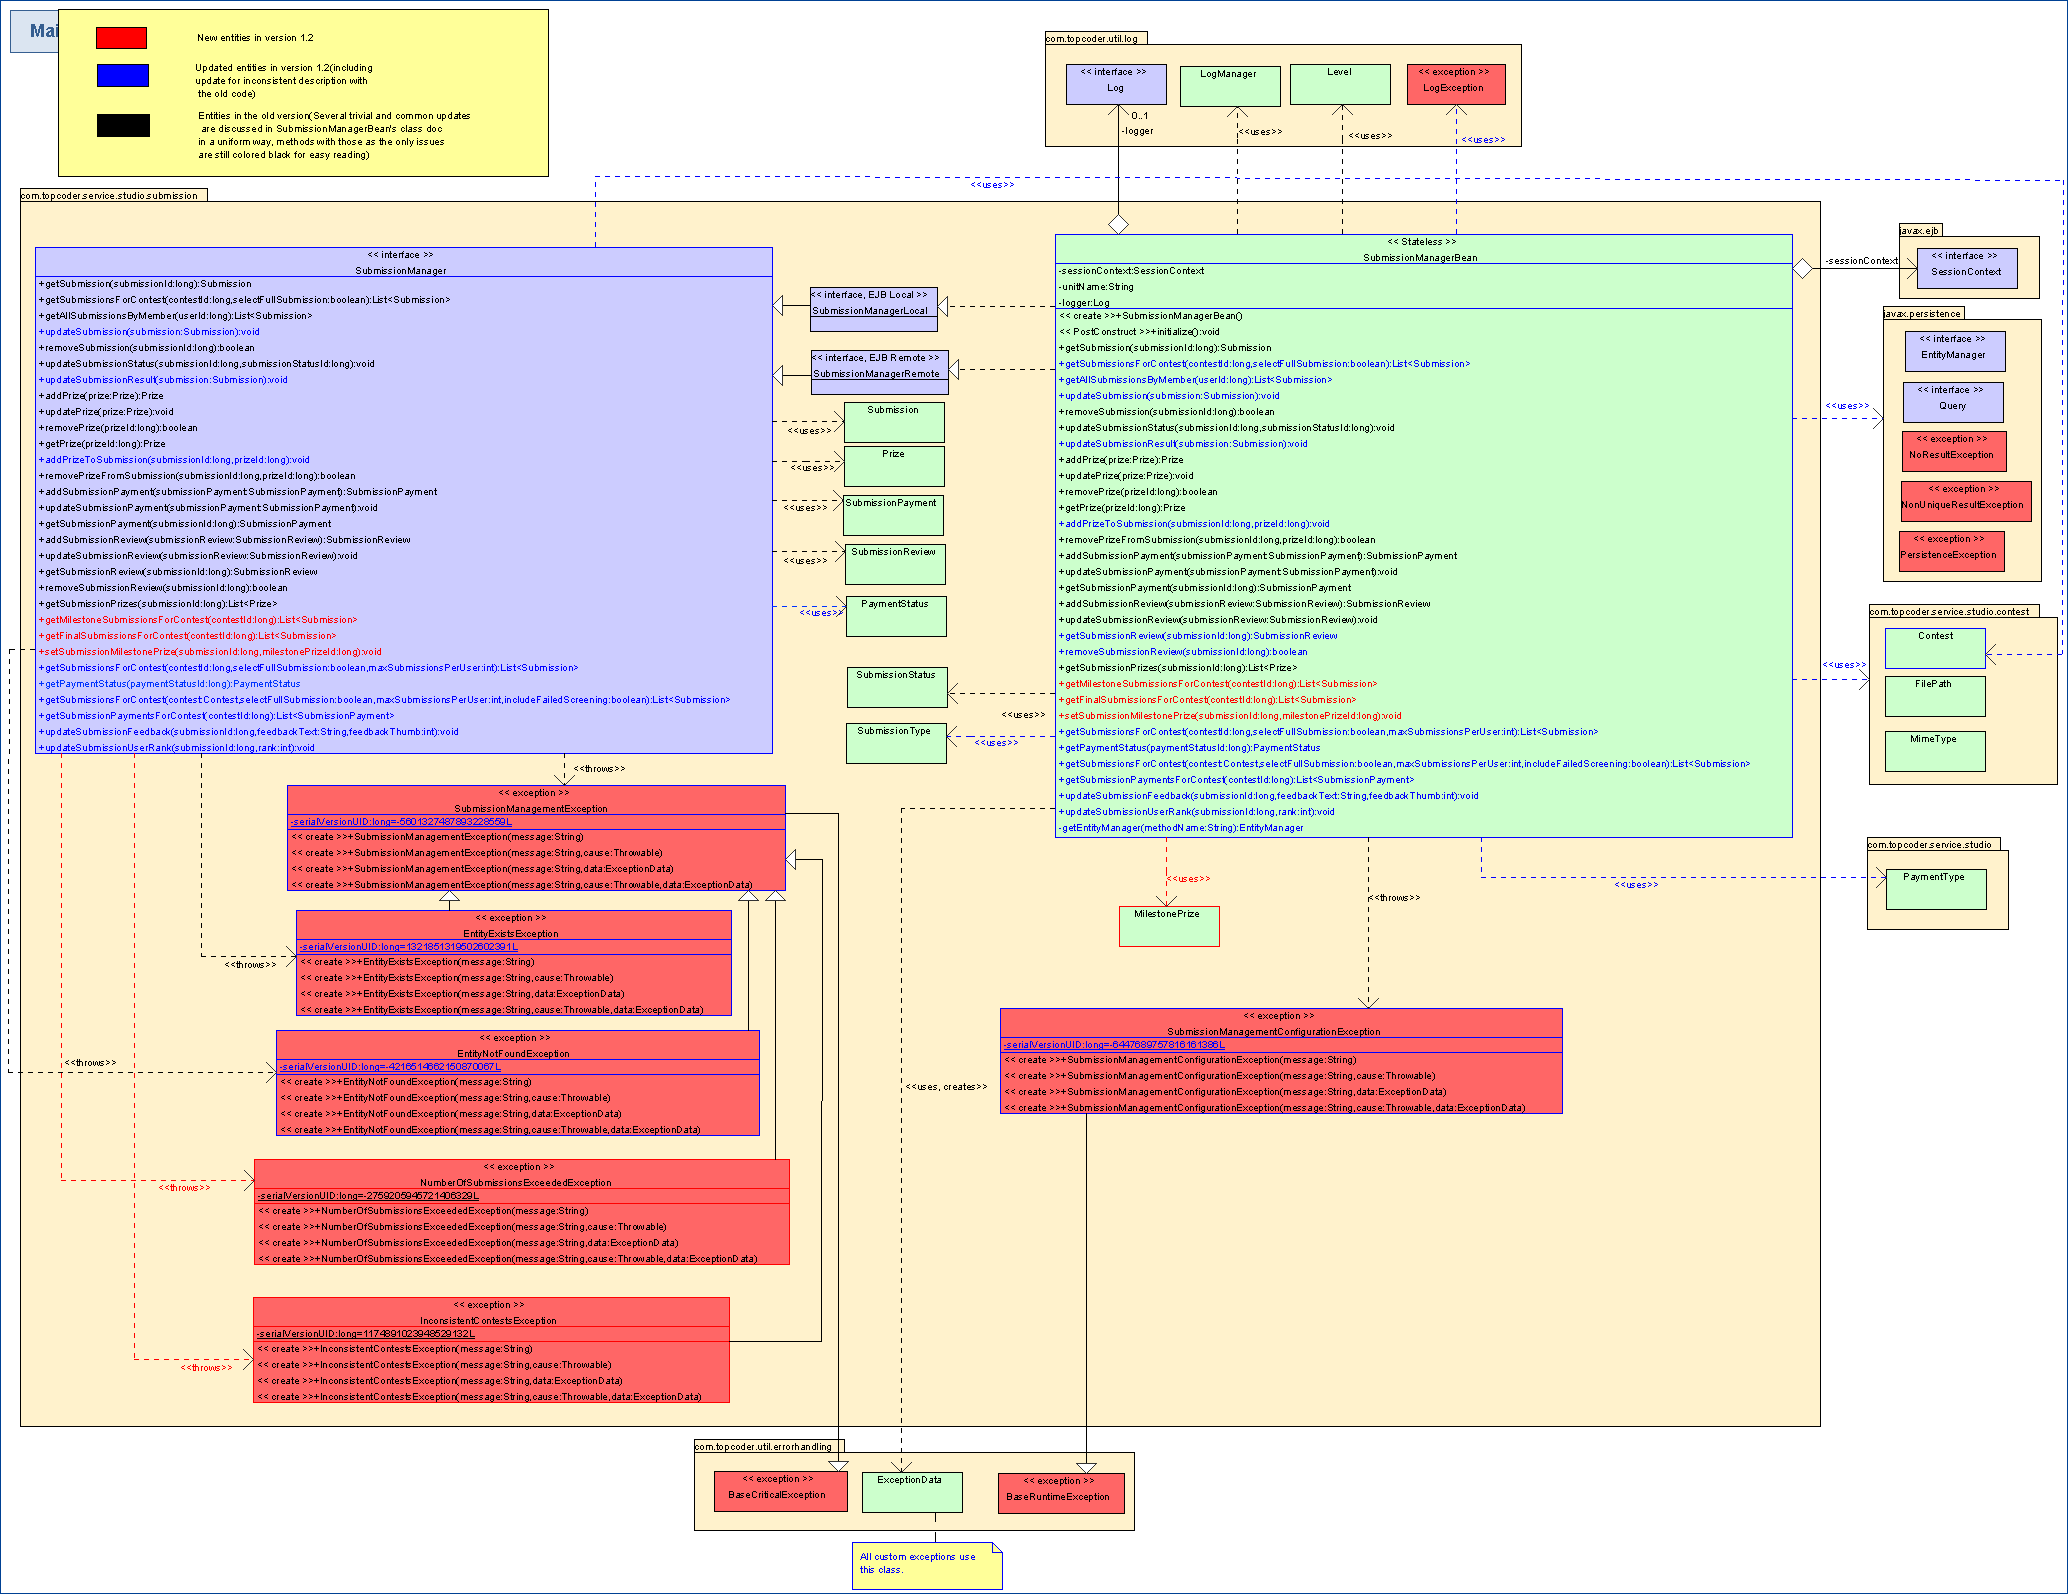 Mai
New entities in version 1.2
Updated entities in version 1.2(including
update for inconsistent description with
the old code)
Entities in the old version(Several trivial and common updates
are discussed in SubmissionManagerBean's class doc
in a uniform way, methods with those as the only issues
are still colored black for easy reading)
com.topcoder.util.log
<< interface >>
Log
LogManager
Level
<< exception >>
LogException
0..1
-logger
<<uses>>
<<uses>>
<<uses>>
<<uses>>
com.topcoder.service.studio.submission
<< interface >>
SubmissionManager
+getSubmission(submissionId:long):Submission
+getSubmissionsForContest(contestId:long,selectFullSubmission:boolean):List<Submission>
+getAllSubmissionsByMember(userId:long):List<Submission>
+updateSubmission(submission:Submission):void
+removeSubmission(submissionId:long):boolean
+updateSubmissionStatus(submissionId:long,submissionStatusId:long):void
+updateSubmissionResult(submission:Submission):void
+addPrize(prize:Prize):Prize
+updatePrize(prize:Prize):void
+removePrize(prizeId:long):boolean
+getPrize(prizeId:long):Prize
+addPrizeToSubmission(submissionId:long,prizeId:long):void
+removePrizeFromSubmission(submissionId:long,prizeId:long):boolean
+addSubmissionPayment(submissionPayment:SubmissionPayment):SubmissionPayment
+updateSubmissionPayment(submissionPayment:SubmissionPayment):void
+getSubmissionPayment(submissionId:long):SubmissionPayment
+addSubmissionReview(submissionReview:SubmissionReview):SubmissionReview
+updateSubmissionReview(submissionReview:SubmissionReview):void
+getSubmissionReview(submissionId:long):SubmissionReview
+removeSubmissionReview(submissionId:long):boolean
+getSubmissionPrizes(submissionId:long):List<Prize>
+getMilestoneSubmissionsForContest(contestId:long):List<Submission>
+getFinalSubmissionsForContest(contestId:long):List<Submission>
+setSubmissionMilestonePrize(submissionId:long,milestonePrizeId:long):void
+getSubmissionsForContest(contestId:long,selectFullSubmission:boolean,maxSubmissionsPerUser:int):List<Submission>
+getPaymentStatus(paymentStatusId:long):PaymentStatus
+getSubmissionsForContest(contest:Contest,selectFullSubmission:boolean,maxSubmissionsPerUser:int,includeFailedScreening:boolean):List<Submission>
+getSubmissionPaymentsForContest(contestId:long):List<SubmissionPayment>
+updateSubmissionFeedback(submissionId:long,feedbackText:String,feedbackThumb:int):void
+updateSubmissionUserRank(submissionId:long,rank:int):void
<< interface, EJB Local >>
SubmissionManagerLocal
<< interface, EJB Remote >>
SubmissionManagerRemote
Submission
<<uses>>
Prize
<<uses>>
SubmissionPayment
<<uses>>
SubmissionReview
<<uses>>
PaymentStatus
<<uses>>
SubmissionStatus
<<uses>>
SubmissionType
<<uses>>
<< Stateless >>
SubmissionManagerBean
-sessionContext:SessionContext
-unitName:String
-logger:Log
<< create >>+SubmissionManagerBean()
<< PostConstruct >>+initialize():void
+getSubmission(submissionId:long):Submission
+getSubmissionsForContest(contestId:long,selectFullSubmission:boolean):List<Submission>
+getAllSubmissionsByMember(userId:long):List<Submission>
+updateSubmission(submission:Submission):void
+removeSubmission(submissionId:long):boolean
+updateSubmissionStatus(submissionId:long,submissionStatusId:long):void
+updateSubmissionResult(submission:Submission):void
+addPrize(prize:Prize):Prize
+updatePrize(prize:Prize):void
+removePrize(prizeId:long):boolean
+getPrize(prizeId:long):Prize
+addPrizeToSubmission(submissionId:long,prizeId:long):void
+removePrizeFromSubmission(submissionId:long,prizeId:long):boolean
+addSubmissionPayment(submissionPayment:SubmissionPayment):SubmissionPayment
+updateSubmissionPayment(submissionPayment:SubmissionPayment):void
+getSubmissionPayment(submissionId:long):SubmissionPayment
+addSubmissionReview(submissionReview:SubmissionReview):SubmissionReview
+updateSubmissionReview(submissionReview:SubmissionReview):void
+getSubmissionReview(submissionId:long):SubmissionReview
+removeSubmissionReview(submissionId:long):boolean
+getSubmissionPrizes(submissionId:long):List<Prize>
+getMilestoneSubmissionsForContest(contestId:long):List<Submission>
+getFinalSubmissionsForContest(contestId:long):List<Submission>
+setSubmissionMilestonePrize(submissionId:long,milestonePrizeId:long):void
+getSubmissionsForContest(contestId:long,selectFullSubmission:boolean,maxSubmissionsPerUser:int):List<Submission>
+getPaymentStatus(paymentStatusId:long):PaymentStatus
+getSubmissionsForContest(contest:Contest,selectFullSubmission:boolean,maxSubmissionsPerUser:int,includeFailedScreening:boolean):List<Submission>
+getSubmissionPaymentsForContest(contestId:long):List<SubmissionPayment>
+updateSubmissionFeedback(submissionId:long,feedbackText:String,feedbackThumb:int):void
+updateSubmissionUserRank(submissionId:long,rank:int):void
-getEntityManager(methodName:String):EntityManager
-sessionContext
javax.ejb
<< interface >>
SessionContext
javax.persistence
<< interface >>
EntityManager
<< interface >>
Query
<<uses>>
<< exception >>
NoResultException
<< exception >>
NonUniqueResultException
<< exception >>
PersistenceException
com.topcoder.service.studio.contest
Contest
<<uses>>
FilePath
MimeType
com.topcoder.service.studio
PaymentType
<<uses>>
<<uses>>
MilestonePrize
<<throws>>
<<throws>>
<< exception >>
SubmissionManagementException
-serialVersionUID:long=-5601327487893228559L
<< create >>+SubmissionManagementException(message:String)
<< create >>+SubmissionManagementException(message:String,cause:Throwable)
<< create >>+SubmissionManagementException(message:String,data:ExceptionData)
<< create >>+SubmissionManagementException(message:String,cause:Throwable,data:ExceptionData)
<< exception >>
EntityExistsException
-serialVersionUID:long=1321851319502602391L
<< create >>+EntityExistsException(message:String)
<< create >>+EntityExistsException(message:String,cause:Throwable)
<< create >>+EntityExistsException(message:String,data:ExceptionData)
<< create >>+EntityExistsException(message:String,cause:Throwable,data:ExceptionData)
<<throws>>
<< exception >>
EntityNotFoundException
-serialVersionUID:long=-4216514662150870067L
<< create >>+EntityNotFoundException(message:String)
<< create >>+EntityNotFoundException(message:String,cause:Throwable)
<< create >>+EntityNotFoundException(message:String,data:ExceptionData)
<< create >>+EntityNotFoundException(message:String,cause:Throwable,data:ExceptionData)
<<throws>>
<<uses, creates>>
<< exception >>
SubmissionManagementConfigurationException
-serialVersionUID:long=-6447689757816161386L
<< create >>+SubmissionManagementConfigurationException(message:String)
<< create >>+SubmissionManagementConfigurationException(message:String,cause:Throwable)
<< create >>+SubmissionManagementConfigurationException(message:String,data:ExceptionData)
<< create >>+SubmissionManagementConfigurationException(message:String,cause:Throwable,data:ExceptionData)
<< exception >>
NumberOfSubmissionsExceededException
-serialVersionUID:long=-2759205945721406329L
<< create >>+NumberOfSubmissionsExceededException(message:String)
<< create >>+NumberOfSubmissionsExceededException(message:String,cause:Throwable)
<< create >>+NumberOfSubmissionsExceededException(message:String,data:ExceptionData)
<< create >>+NumberOfSubmissionsExceededException(message:String,cause:Throwable,data:ExceptionData)
<<throws>>
<< exception >>
InconsistentContestsException
-serialVersionUID:long=1174891023948529132L
<< create >>+InconsistentContestsException(message:String)
<< create >>+InconsistentContestsException(message:String,cause:Throwable)
<< create >>+InconsistentContestsException(message:String,data:ExceptionData)
<< create >>+InconsistentContestsException(message:String,cause:Throwable,data:ExceptionData)
<<throws>>
com.topcoder.util.errorhandling
<< exception >>
BaseCriticalException
ExceptionData
<< exception >>
BaseRuntimeException
All custom exceptions use
this class.